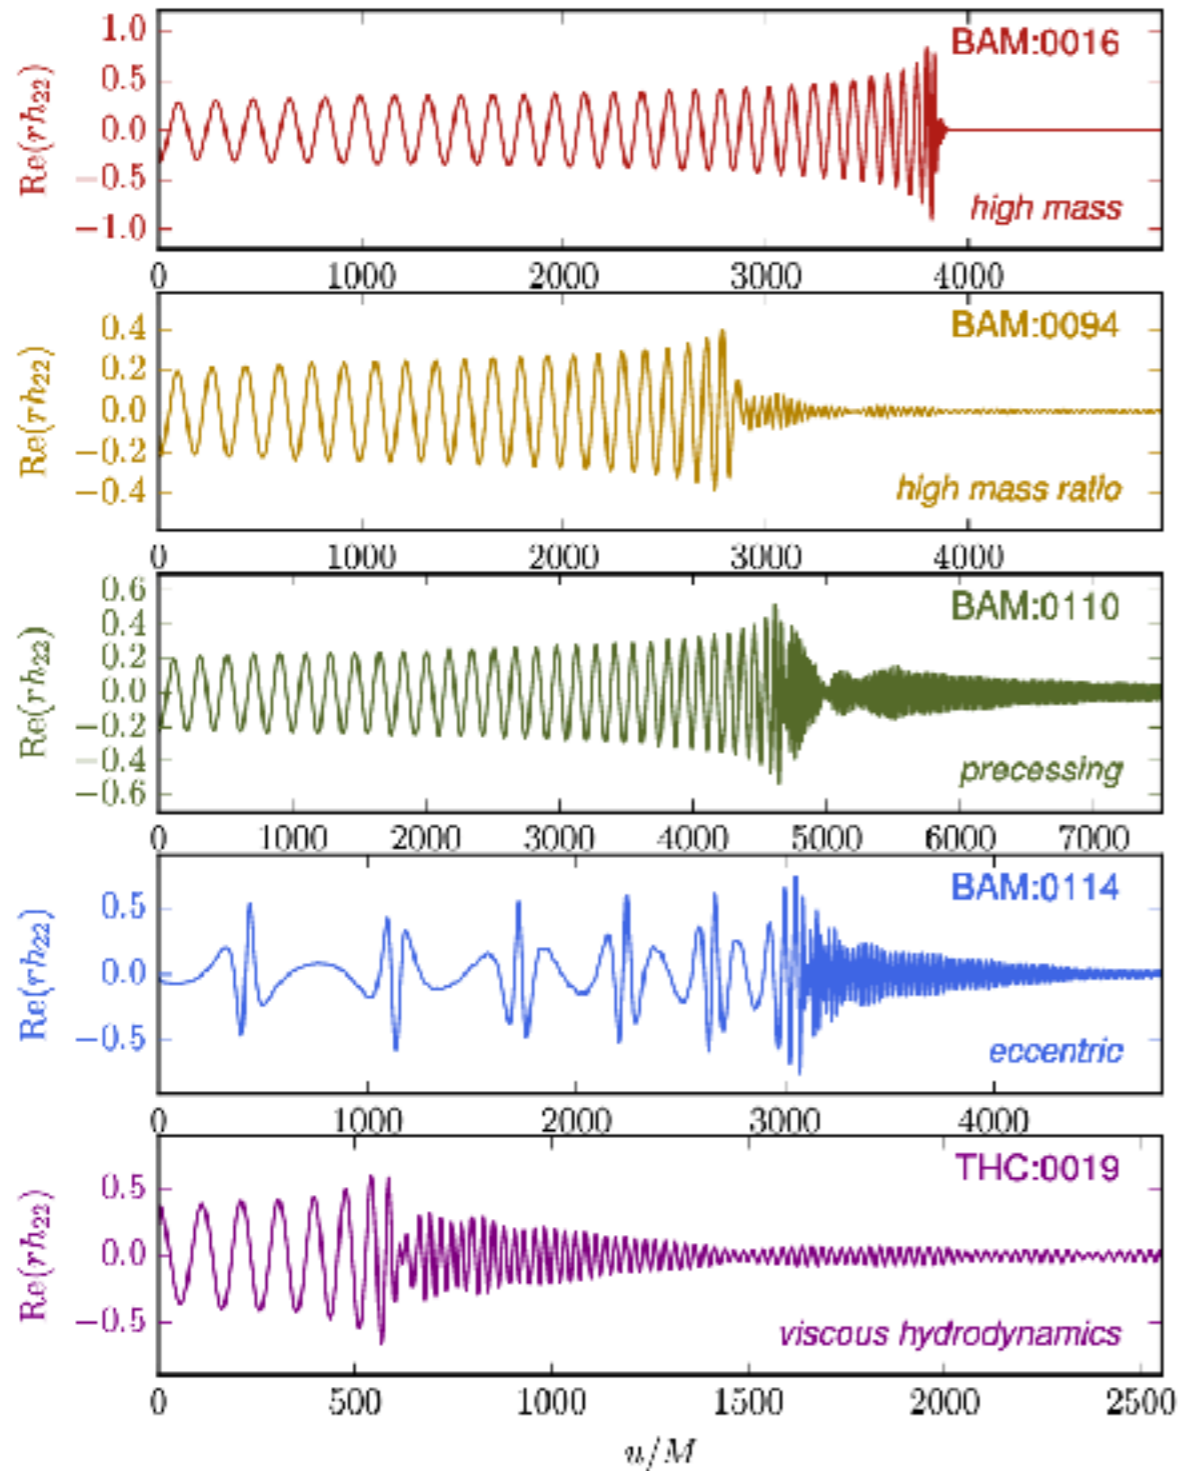 BAM:0016
1.0
0.5
0.0
−0.5
−1.0
Re(rh22)
high mass
0 1000 2000 3000 4000
BAM:0094
0.4
0.2
0.0
−0.2
−0.4
Re(rh22)
high mass ratio
0 1000 2000 3000 4000
BAM:0110
0.6
0.4
0.2
0.0
−0.2
−0.4
−0.6
Re(rh22)
precessing
0 1000 2000 3000 4000 5000 6000 7000
BAM:0114
0.5
0.0
−0.5
Re(rh22)
eccentric
0 1000 2000 3000 4000
THC:0019
0.5
0.0
−0.5
Re(rh22)
viscous hydrodynamics
0 500 1000 1500 2000 2500
u/M